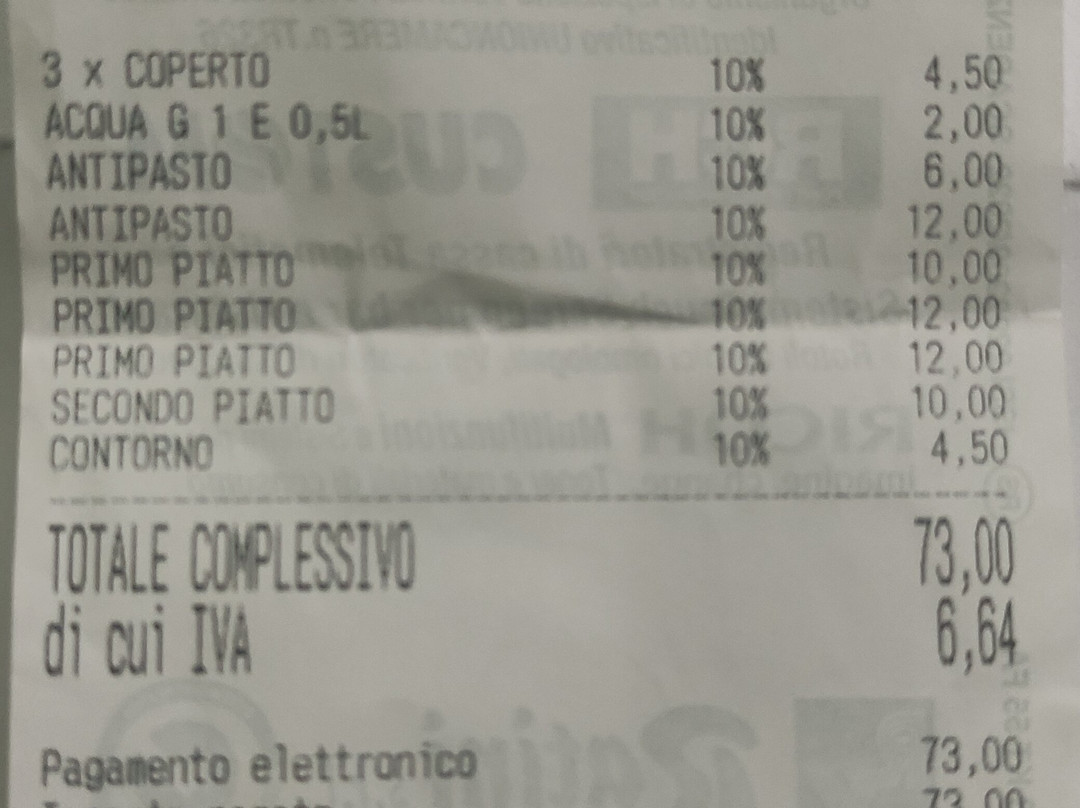 3 x COPERTO 10% 4,50
ACQUA G 1 E 0,5L 10% 2,00
ANTIPASTO 10% 6,00
ANTIPASTO 10% 12,00
PRIMO PIATTO 10% 10,00
PRIMO PIATTO 10% 12,00
PRIMO PIATTO 10% 12,00
SECONDO PIATTO 10% 10,00
CONTORNO 10% 4,50
TOTALE COMPLESSIVO 73,00
di cui IVA 6,64
Pagamento elettronico 73,00